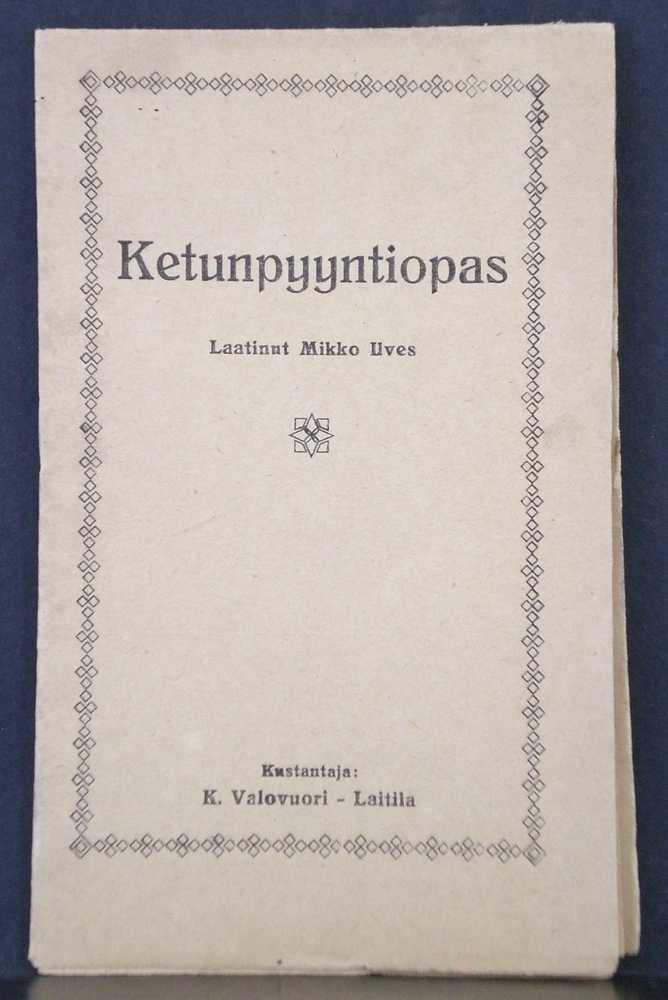 Ketunpyyntiopas
Laatinut Mikko Ilves
Kustantaja:
K. Valovuori - Laitila